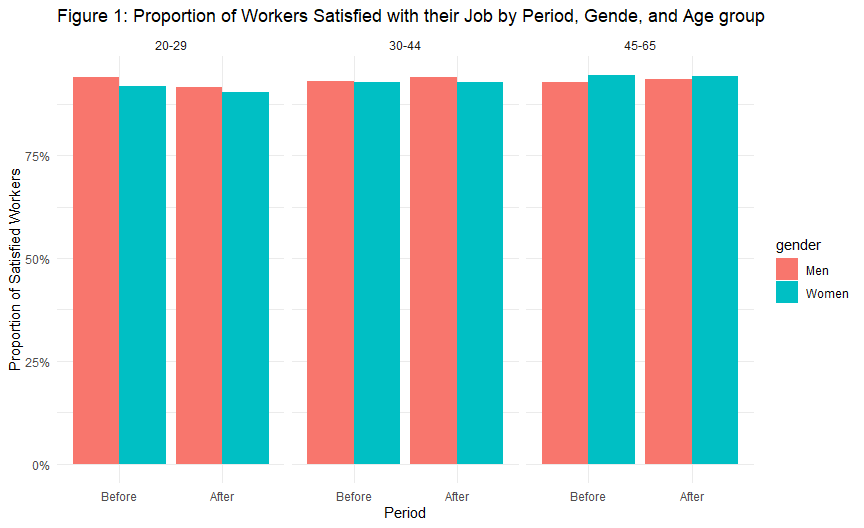 Figure 1: Proportion of Workers Satisfied with their Job by Period, Gende, and Age group
20-29 30-44 45-65
Proportion of Satisfied Workers
75%
50%
25%
0%
gender
Men
Women
Before After Before After Before After
Period